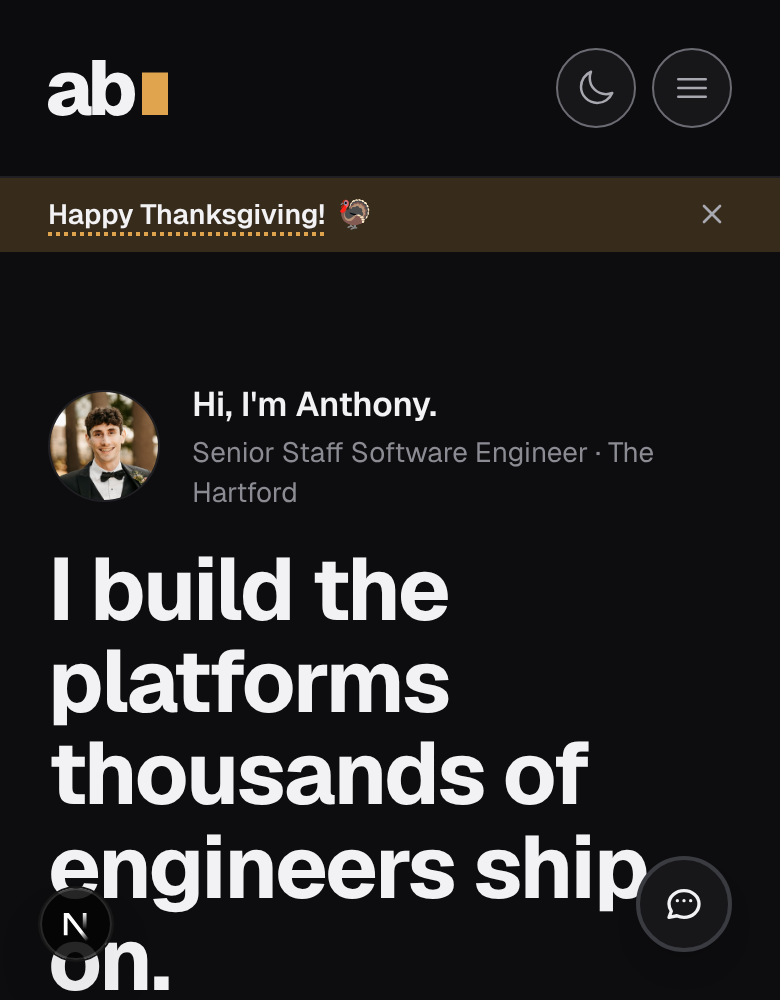 ab
Happy Thanksgiving! 🦃
Hi, I'm Anthony.
Senior Staff Software Engineer · The
Hartford
I build the
platforms
thousands of
engineers ship
N
on.